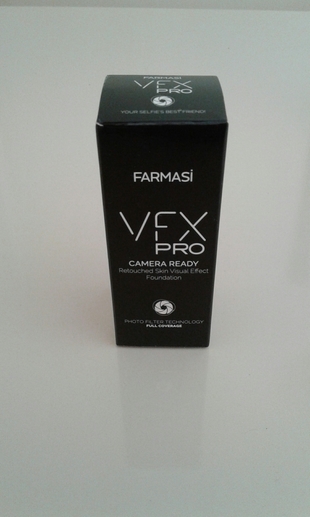 FARMASİ
VFX
PRO
YOUR SELFIE'S BEST FRIEND!
FARMASİ
VFX
PRO
CAMERA READY
Retouched Skin Visual Effect
Foundation
PHOTO FILTER TECHNOLOGY
FULL COVERAGE